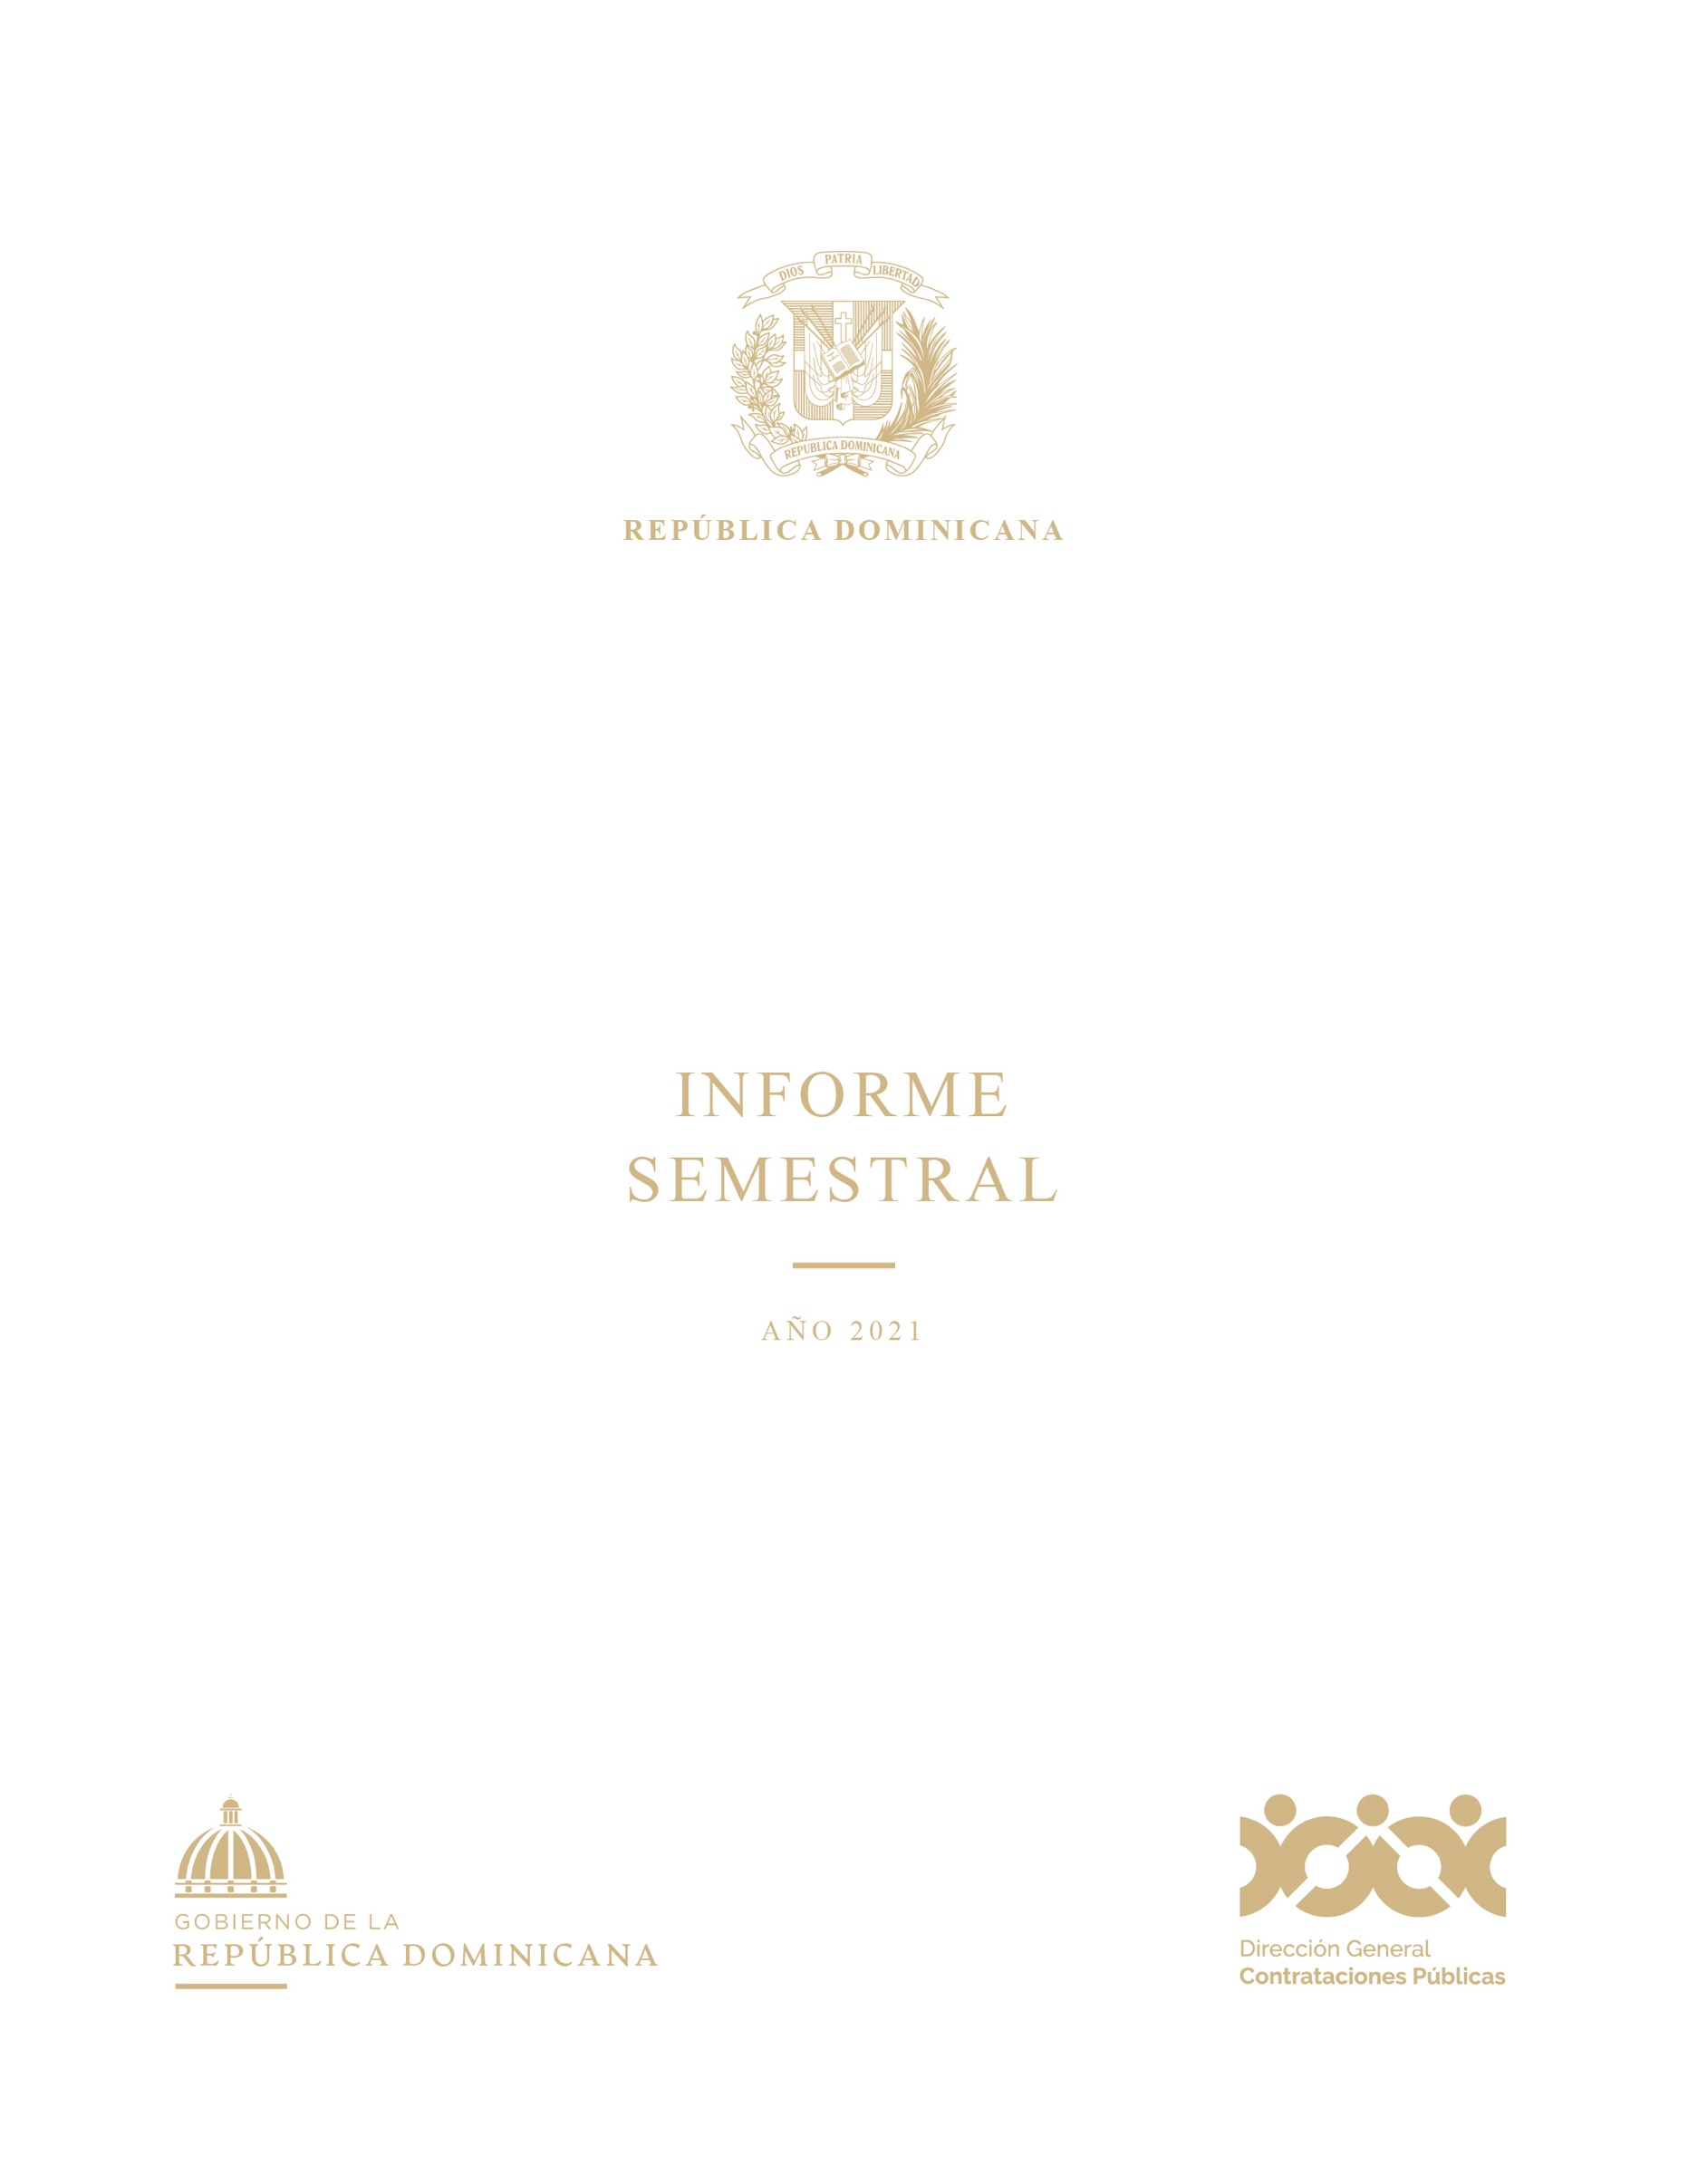 DIOS PATRIA LIBERTAD
REPUBLICA DOMINICANA
REPÚBLICA DOMINICANA
INFORME
SEMESTRAL
AÑO 2021
GOBIERNO DE LA
REPÚBLICA DOMINICANA
Dirección General
Contrataciones Públicas